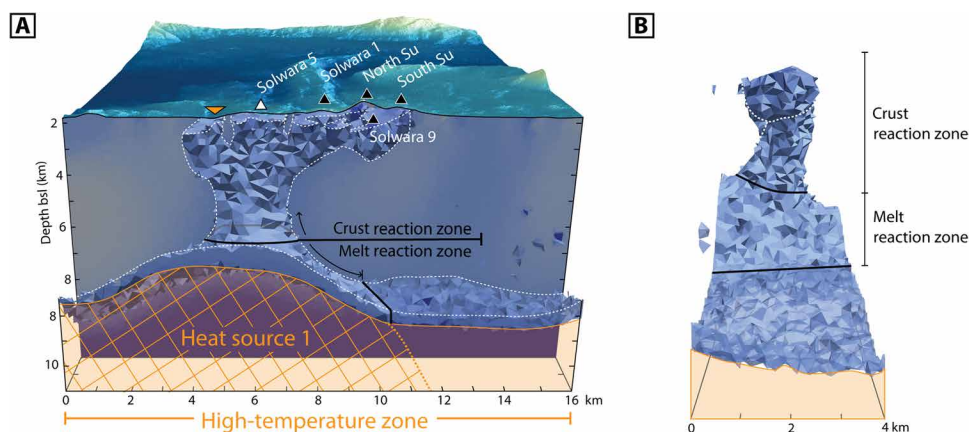 A
B
Solwara 5
Solwara 1
North Su
South Su
Solwara 9
2
4
6
8
8
10
Depth bsl (km)
Crust reaction zone
Melt reaction zone
Heat source 1
0 2 4 6 8 10 12 14 16 km
High-temperature zone
Crust
reaction zone
Melt
reaction zone
0 2 4 km